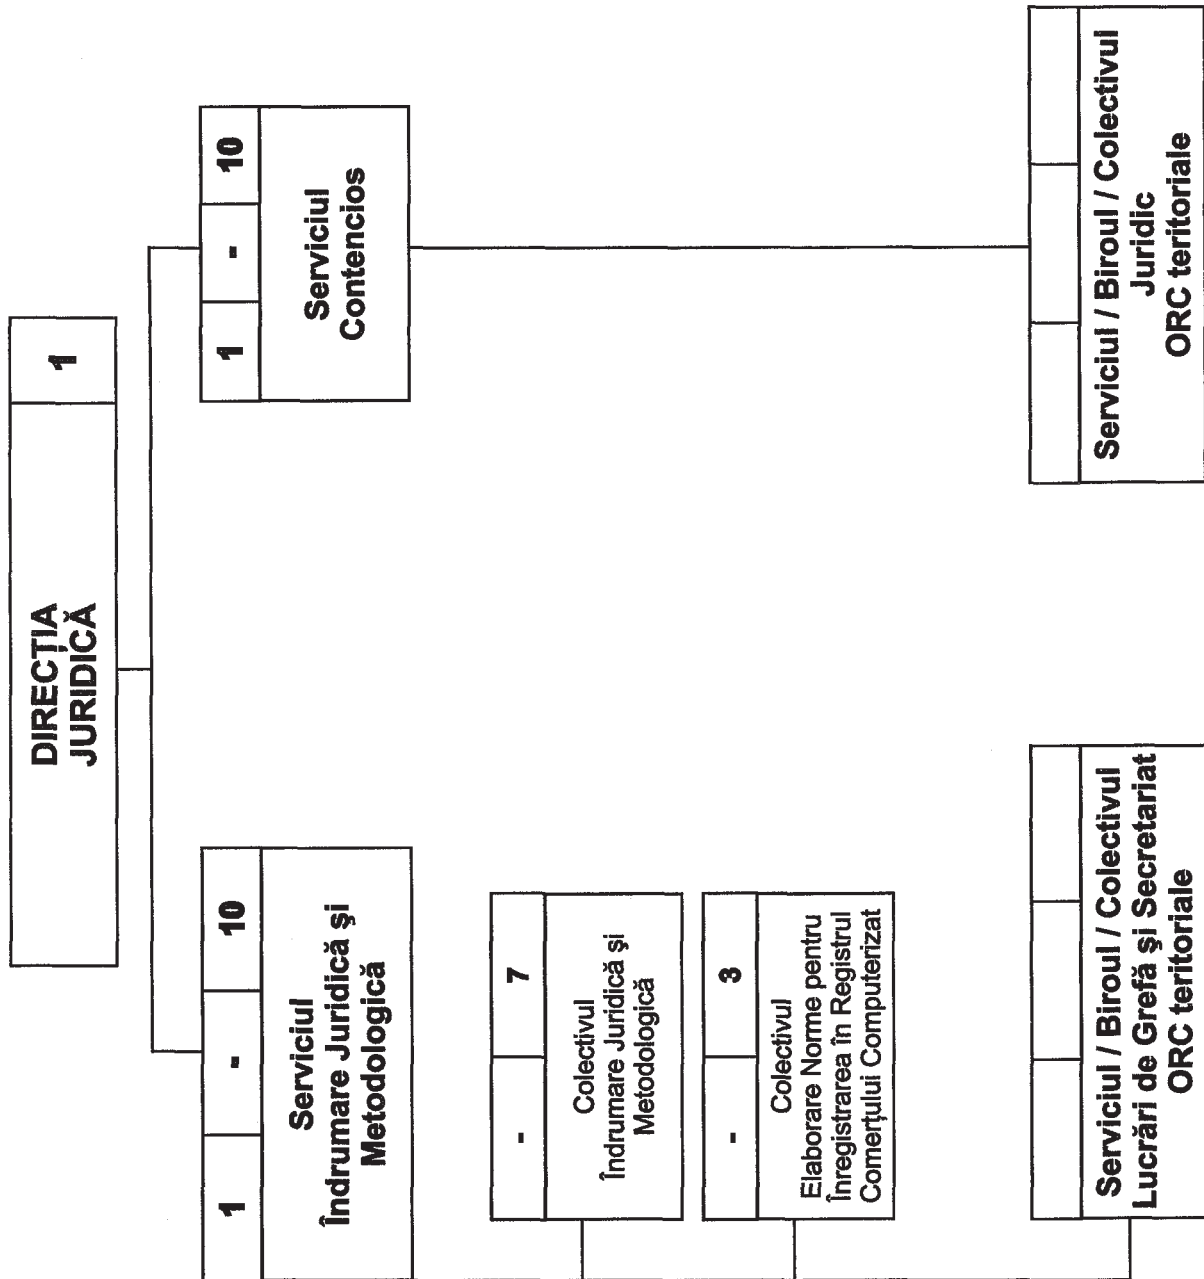 DIRECȚIA
JURIDICĂ
1
1 - 10
Serviciul
Îndrumare Juridică și
Metodologică
1 - 10
Serviciul
Contencios
- 7
Colectivul
Îndrumare Juridică și
Metodologică
- 3
Colectivul
Elaborare Norme pentru
Înregistrarea în Registrul
Comerțului Computerizat
Serviciul / Biroul / Colectivul
Lucrări de Grefă și Secretariat
ORC teritoriale
Serviciul / Biroul / Colectivul
Juridic
ORC teritoriale